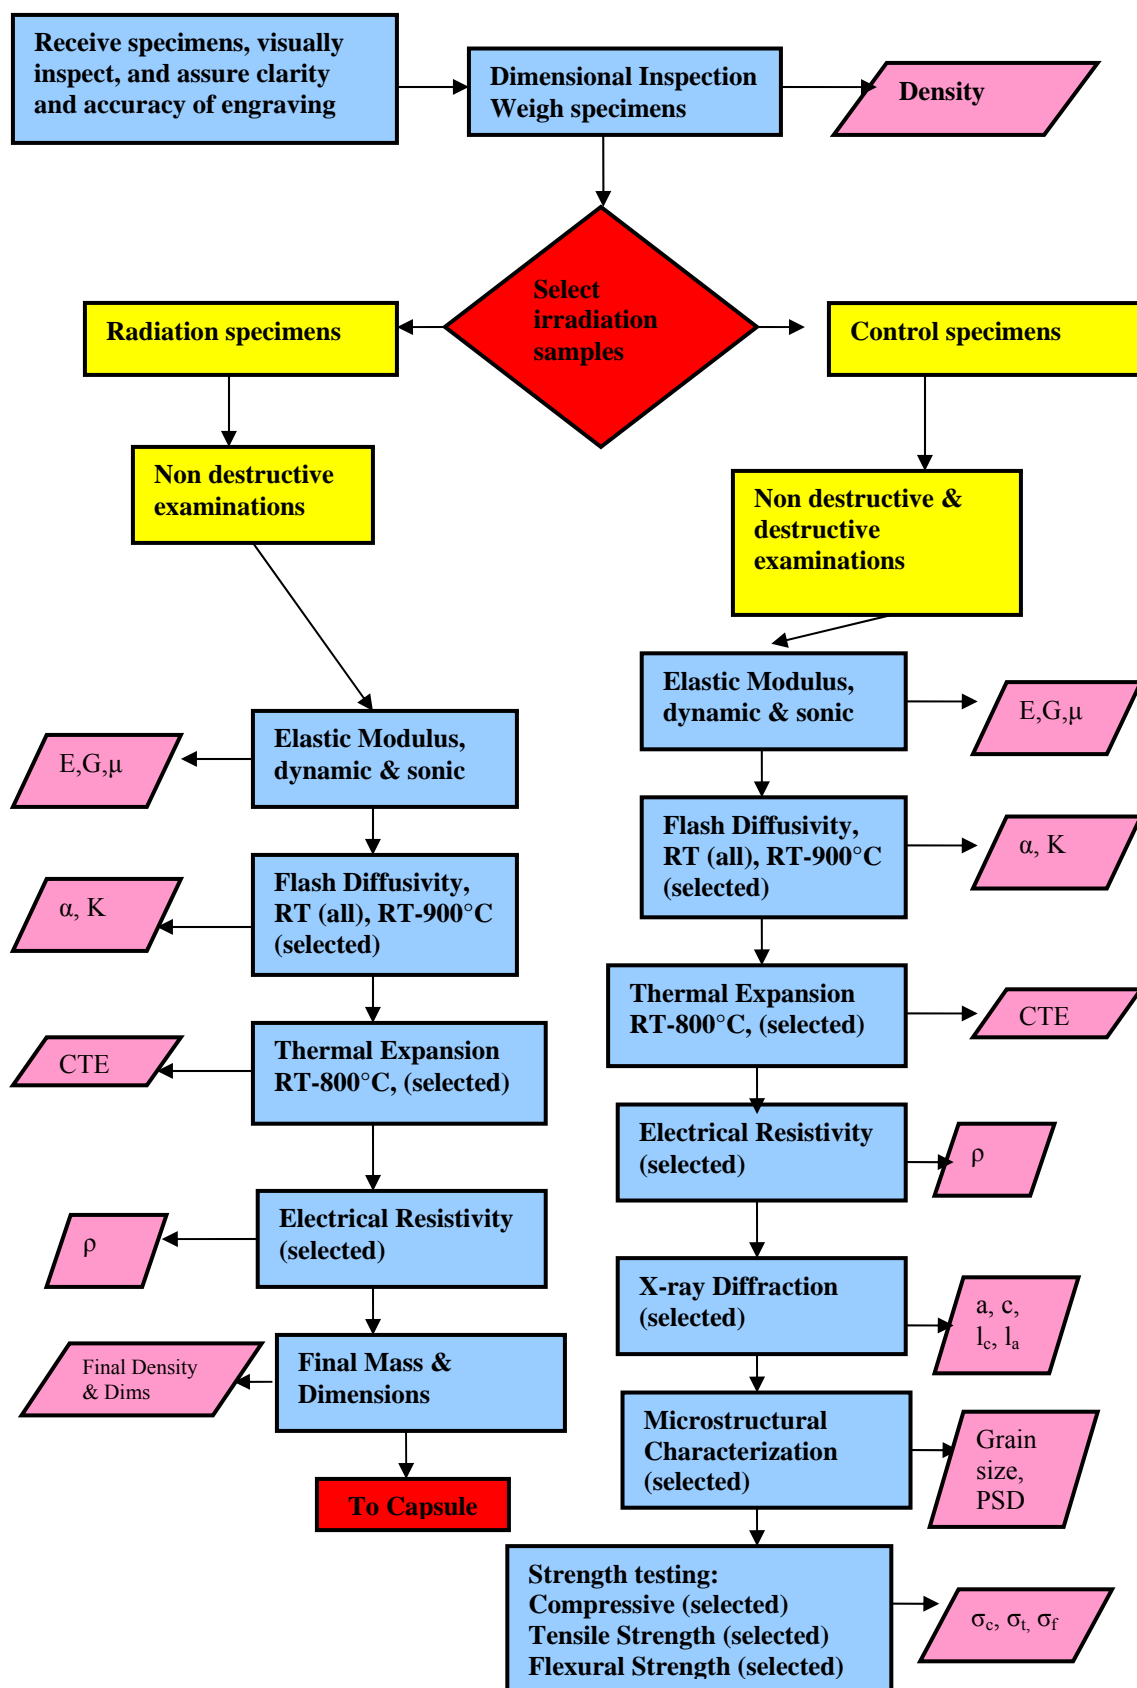 Receive specimens, visually
inspect, and assure clarity
and accuracy of engraving
Dimensional Inspection
Weigh specimens
Density
Select
irradiation
samples
Radiation specimens
Control specimens
Non destructive
examinations
Non destructive &
destructive
examinations
Elastic Modulus,
dynamic & sonic
E,G,μ
Flash Diffusivity,
RT (all), RT-900°C
(selected)
α, K
Thermal Expansion
RT-800°C, (selected)
CTE
Electrical Resistivity
(selected)
ρ
Final Mass &
Dimensions
Final Density
& Dims
To Capsule
Elastic Modulus,
dynamic & sonic
E,G,μ
Flash Diffusivity,
RT (all), RT-900°C
(selected)
α, K
Thermal Expansion
RT-800°C, (selected)
CTE
Electrical Resistivity
(selected)
ρ
X-ray Diffraction
(selected)
a, c,
l_c, l_a
Microstructural
Characterization
(selected)
Grain
size,
PSD
Strength testing:
Compressive (selected)
Tensile Strength (selected)
Flexural Strength (selected)
σ_c, σ_t, σ_f